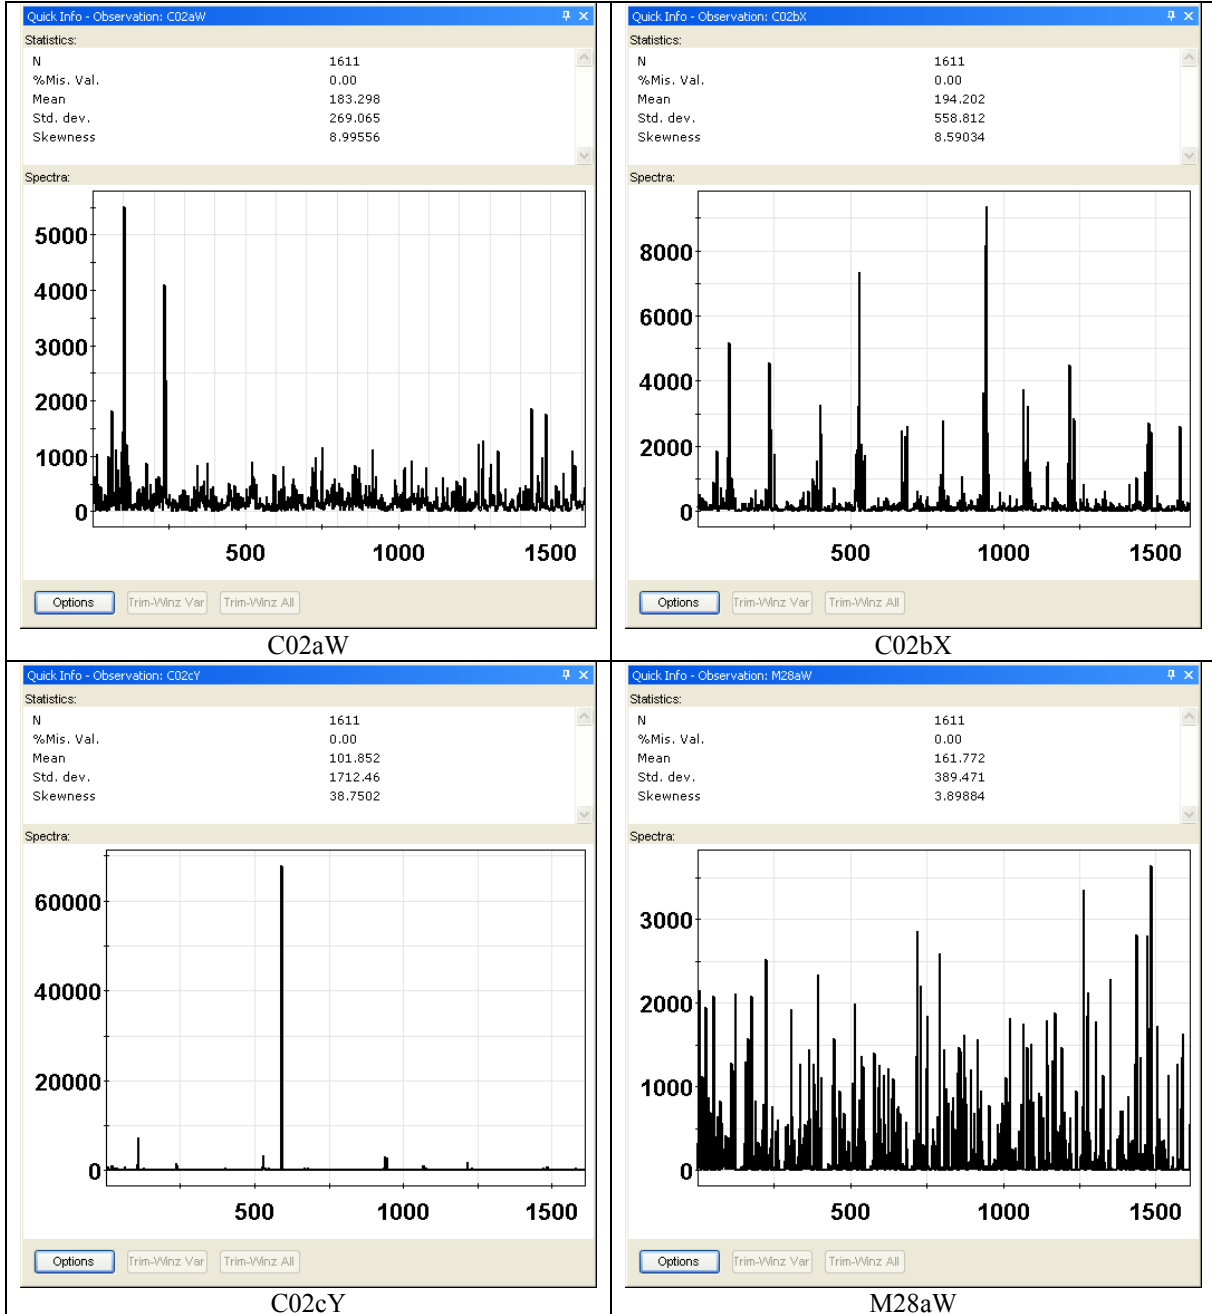 Quick Info - Observation: C02aW
Statistics:
N 1611
%Mis. Val. 0.00
Mean 183.298
Std. dev. 269.065
Skewness 8.99556
Spectra:
5000
4000
3000
2000
1000
0
500 1000 1500
Options Trim-Winz Var Trim-Winz All
C02aW
Quick Info - Observation: C02bX
Statistics:
N 1611
%Mis. Val. 0.00
Mean 194.202
Std. dev. 558.812
Skewness 8.59034
Spectra:
8000
6000
4000
2000
0
500 1000 1500
Options Trim-Winz Var Trim-Winz All
C02bX
Quick Info - Observation: C02cY
Statistics:
N 1611
%Mis. Val. 0.00
Mean 101.852
Std. dev. 1712.46
Skewness 38.7502
Spectra:
60000
40000
20000
0
500 1000 1500
Options Trim-Winz Var Trim-Winz All
C02cY
Quick Info - Observation: M28aW
Statistics:
N 1611
%Mis. Val. 0.00
Mean 161.772
Std. dev. 389.471
Skewness 3.89884
Spectra:
3000
2000
1000
0
500 1000 1500
Options Trim-Winz Var Trim-Winz All
M28aW